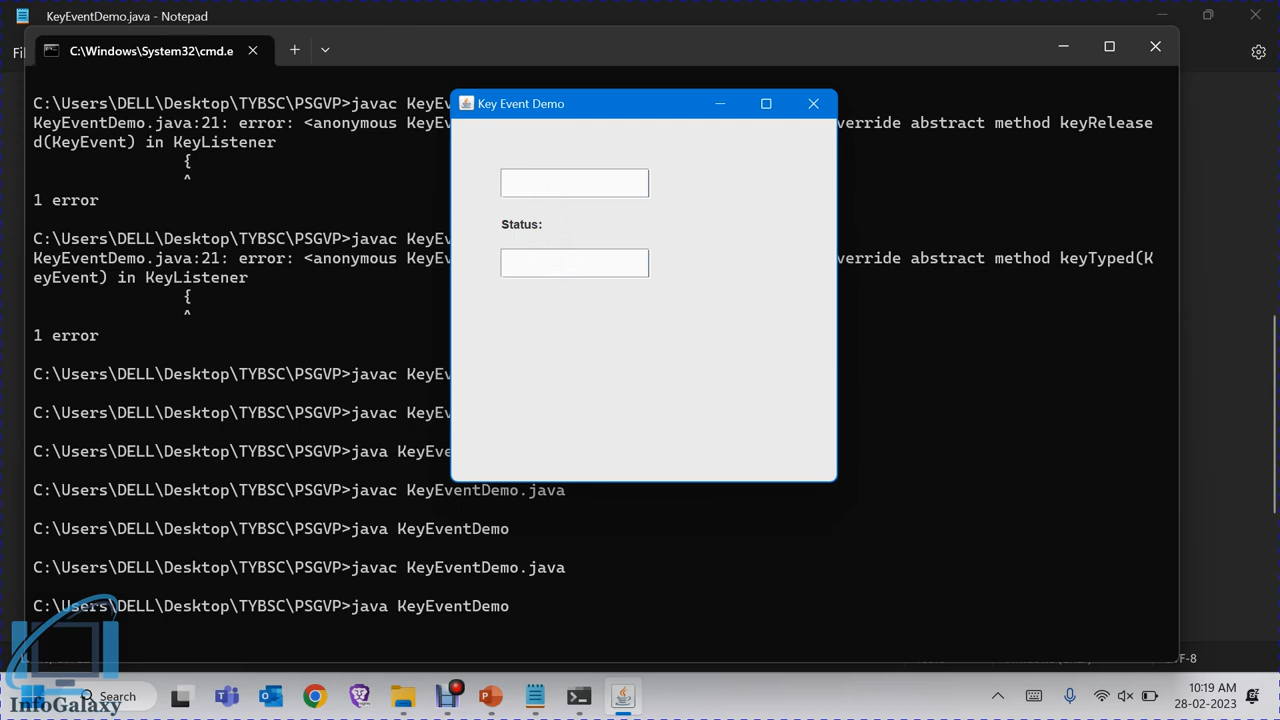 KeyEventDemo.java - Notepad
C:\Windows\System32\cmd.e
C:\Users\DELL\Desktop\TYBSC\PSGVP>javac KeyEv
KeyEventDemo.java:21: error: <anonymous KeyEv
verride abstract method keyRelease
d(KeyEvent) in KeyListener
{
^
1 error
C:\Users\DELL\Desktop\TYBSC\PSGVP>javac KeyEv
KeyEventDemo.java:21: error: <anonymous KeyEv
verride abstract method keyTyped(K
eyEvent) in KeyListener
{
^
1 error
C:\Users\DELL\Desktop\TYBSC\PSGVP>javac KeyEv
C:\Users\DELL\Desktop\TYBSC\PSGVP>javac KeyEv
C:\Users\DELL\Desktop\TYBSC\PSGVP>java KeyEv
C:\Users\DELL\Desktop\TYBSC\PSGVP>javac KeyEventDemo.java
C:\Users\DELL\Desktop\TYBSC\PSGVP>java KeyEventDemo
C:\Users\DELL\Desktop\TYBSC\PSGVP>javac KeyEventDemo.java
C:\Users\DELL\Desktop\TYBSC\PSGVP>java KeyEventDemo
Key Event Demo
Status:
Search
InfoGalaxy
10:19 AM
28-02-2023